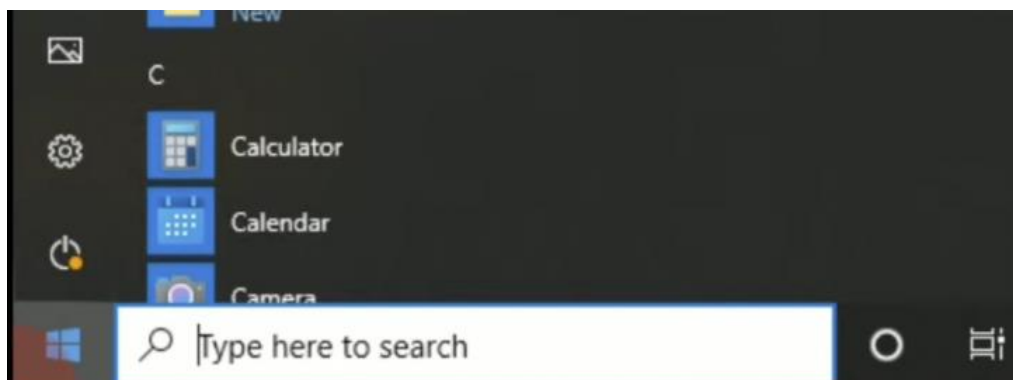 New
C
Calculator
Calendar
Camera
Type here to search